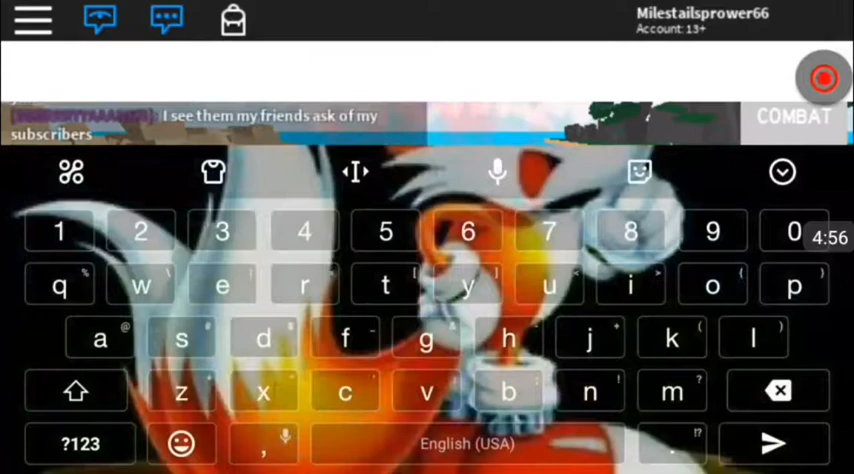 Milestailsprower66
Account: 13+
I see them my friends ask of my
subscribers
COMBAT
1 2 3 4 5 6 7 8 9 0
4:56
q w e r t y u i o p
a s d f g h j k l
z x c v b n m
?123 , English (USA) .